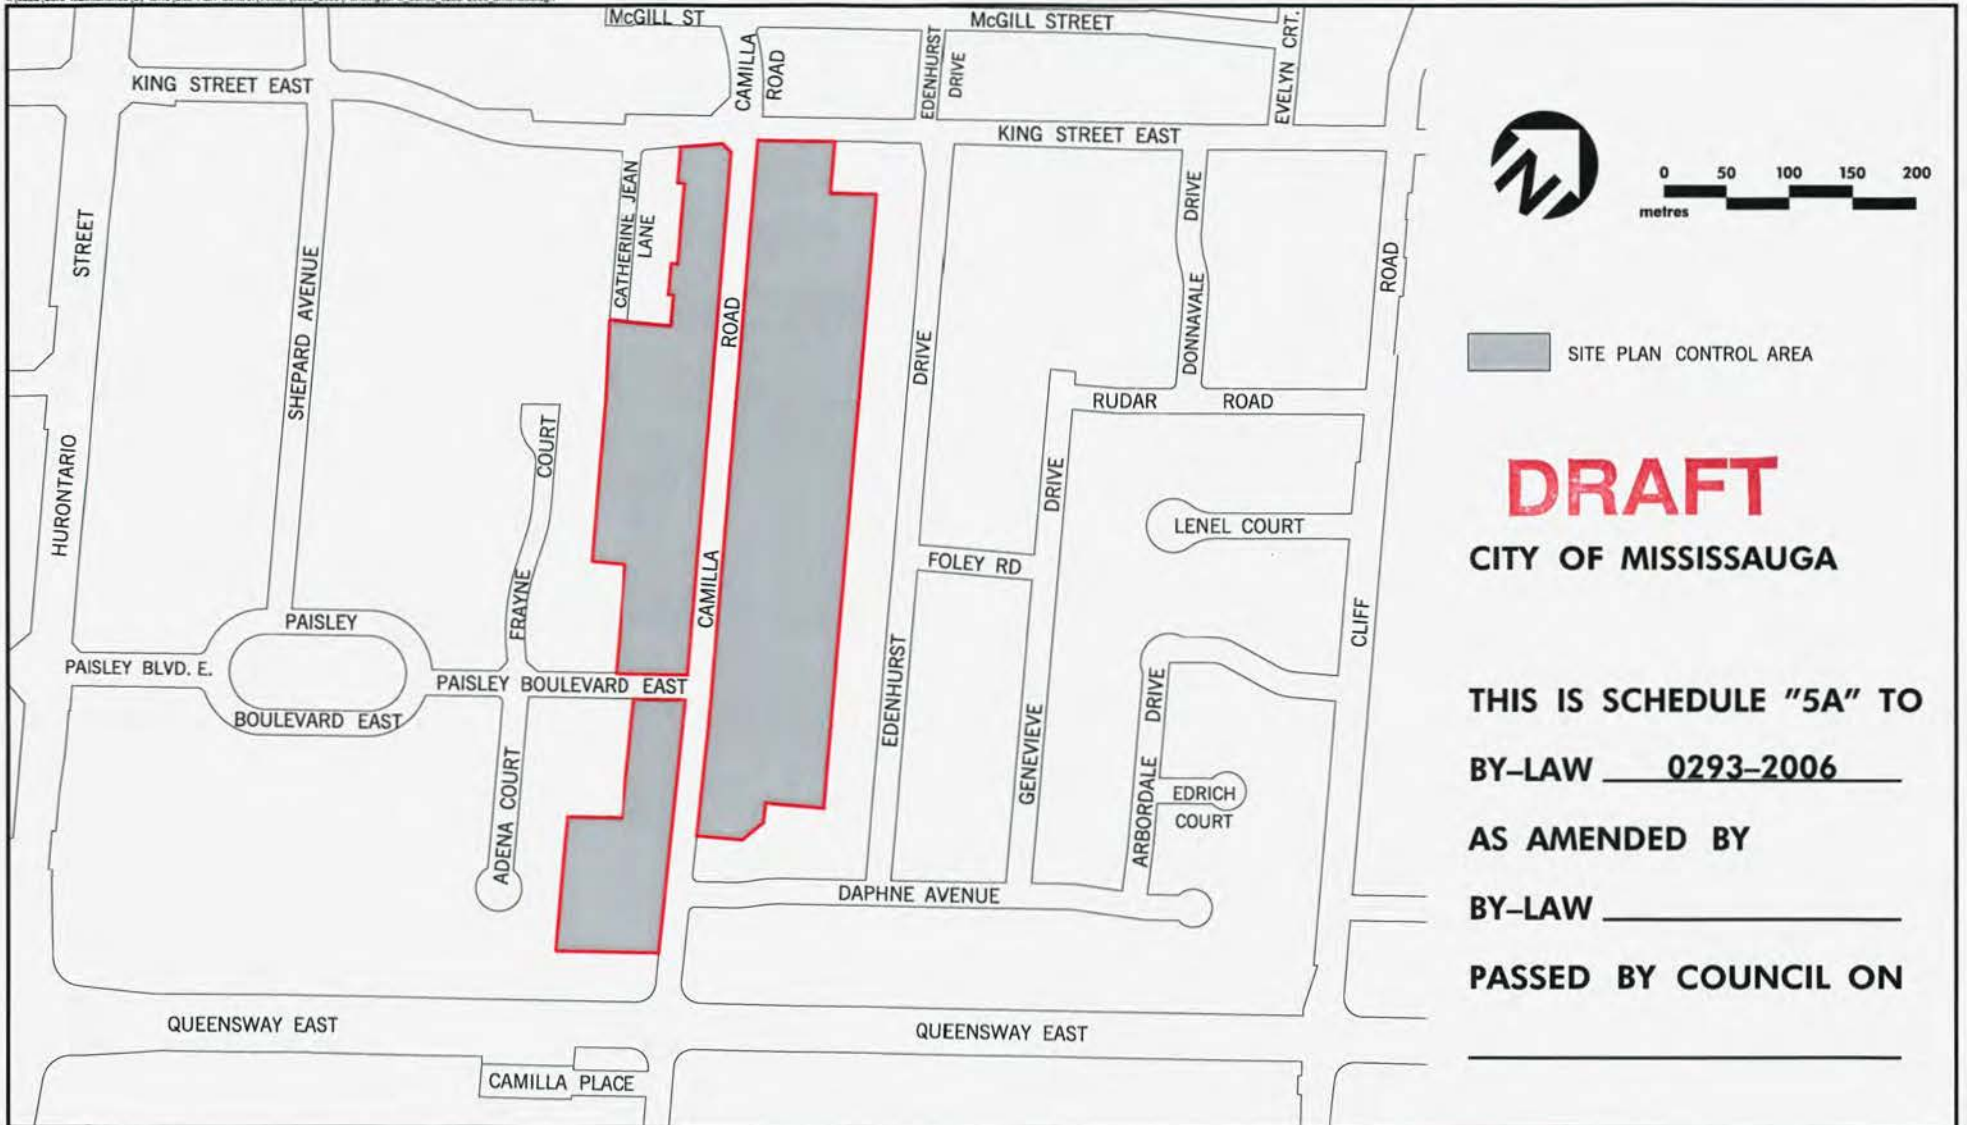 McGILL ST
McGILL STREET
CAMILLA ROAD
EDENHURST DRIVE
EVELYN CRT.
KING STREET EAST
KING STREET EAST
0 50 100 150 200
metres
N
STREET
HURONTARIO
SHEPARD AVENUE
CATHERINE JEAN LANE
ROAD
CAMILLA
DRIVE
EDENHURST
DRIVE
DONNAVALE
ROAD
CLIFF
SITE PLAN CONTROL AREA
RUDAR ROAD
COURT
FRAYNE
DRIVE
GENEVIEVE
LENEL COURT
FOLEY RD
DRAFT
CITY OF MISSISSAUGA
PAISLEY
PAISLEY BLVD. E.
BOULEVARD EAST
PAISLEY BOULEVARD EAST
ADENA COURT
ARBORDALE DRIVE
EDRICH
COURT
DAPHNE AVENUE
THIS IS SCHEDULE "5A" TO
BY-LAW 0293-2006
AS AMENDED BY
BY-LAW
PASSED BY COUNCIL ON
QUEENSWAY EAST
QUEENSWAY EAST
CAMILLA PLACE